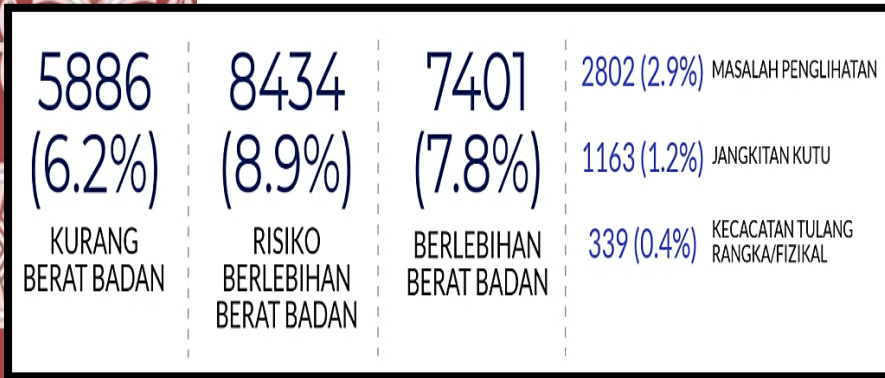 5886
(6.2%)
KURANG
BERAT BADAN
8434
(8.9%)
RISIKO
BERLEBIHAN
BERAT BADAN
7401
(7.8%)
BERLEBIHAN
BERAT BADAN
2802 (2.9%) MASALAH PENGLIHATAN
1163 (1.2%) JANGKITAN KUTU
339 (0.4%) KECACATAN TULANG
RANGKA/FIZIKAL